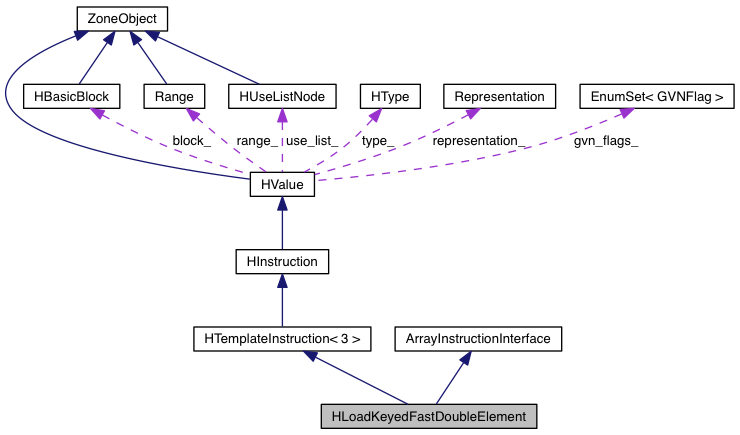 ZoneObject
HBasicBlock
Range
HUseListNode
HType
Representation
EnumSet< GVNFlag >
block_
range_
use_list_
type_
representation_
gvn_flags_
HValue
HInstruction
HTemplateInstruction< 3 >
ArrayInstructionInterface
HLoadKeyedFastDoubleElement